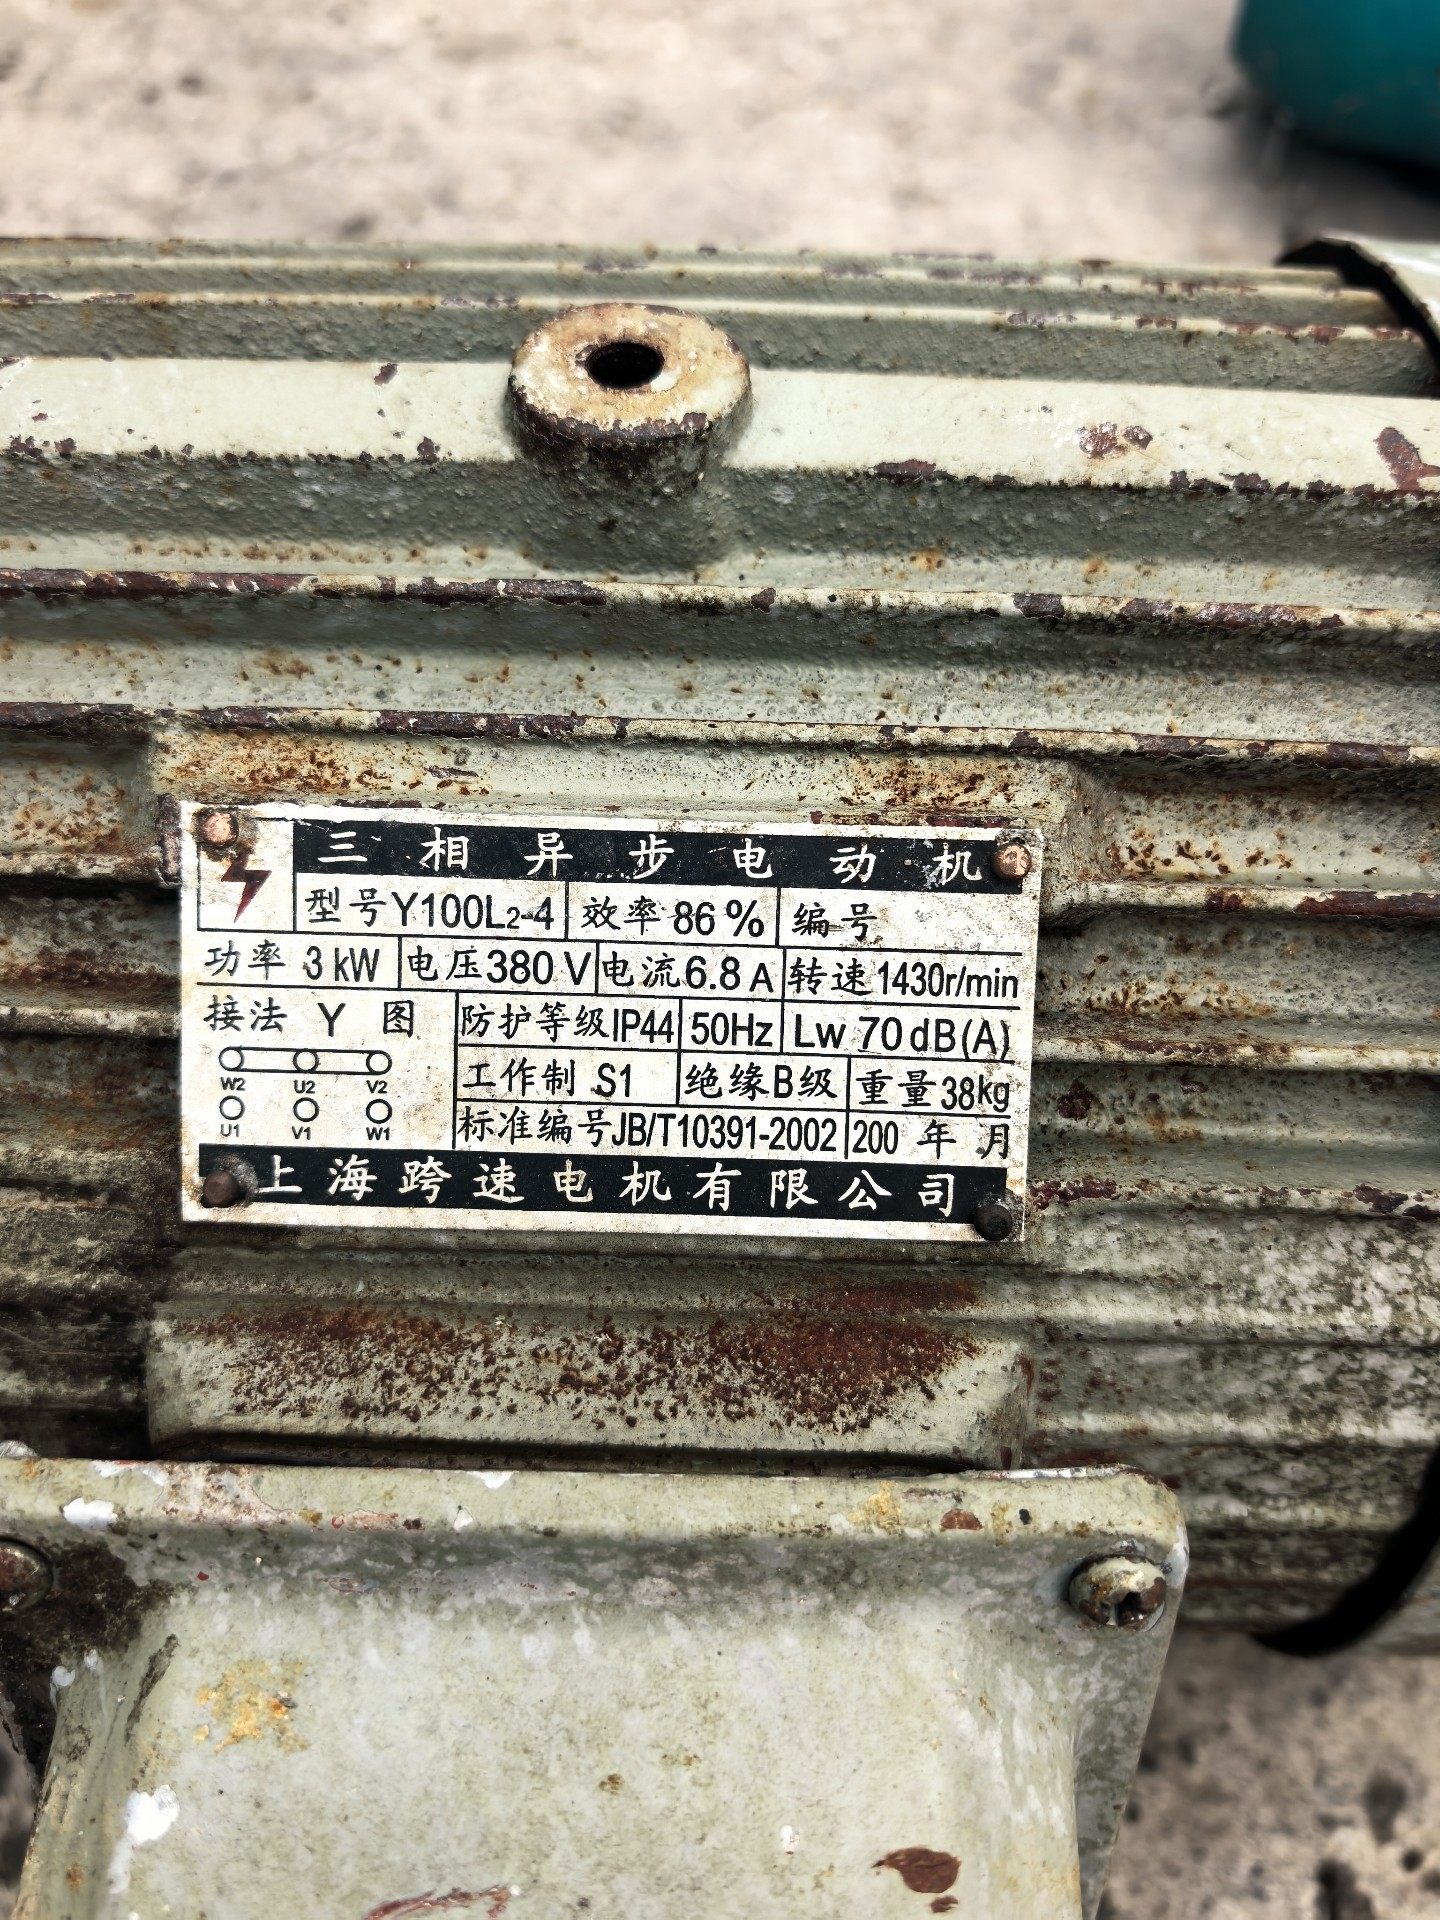 三相异步电动机
型号Y100L2-4 效率86% 编号
功率 3 kW 电压380 V 电流6.8 A 转速1430r/min
接法 Y 图 防护等级IP44 50Hz Lw 70dB(A)
W2 U2 V2 工作制 S1 绝缘B级 重量38kg
U1 V1 W1 标准编号JB/T10391-2002 200 年 月
上海跨速电机有限公司